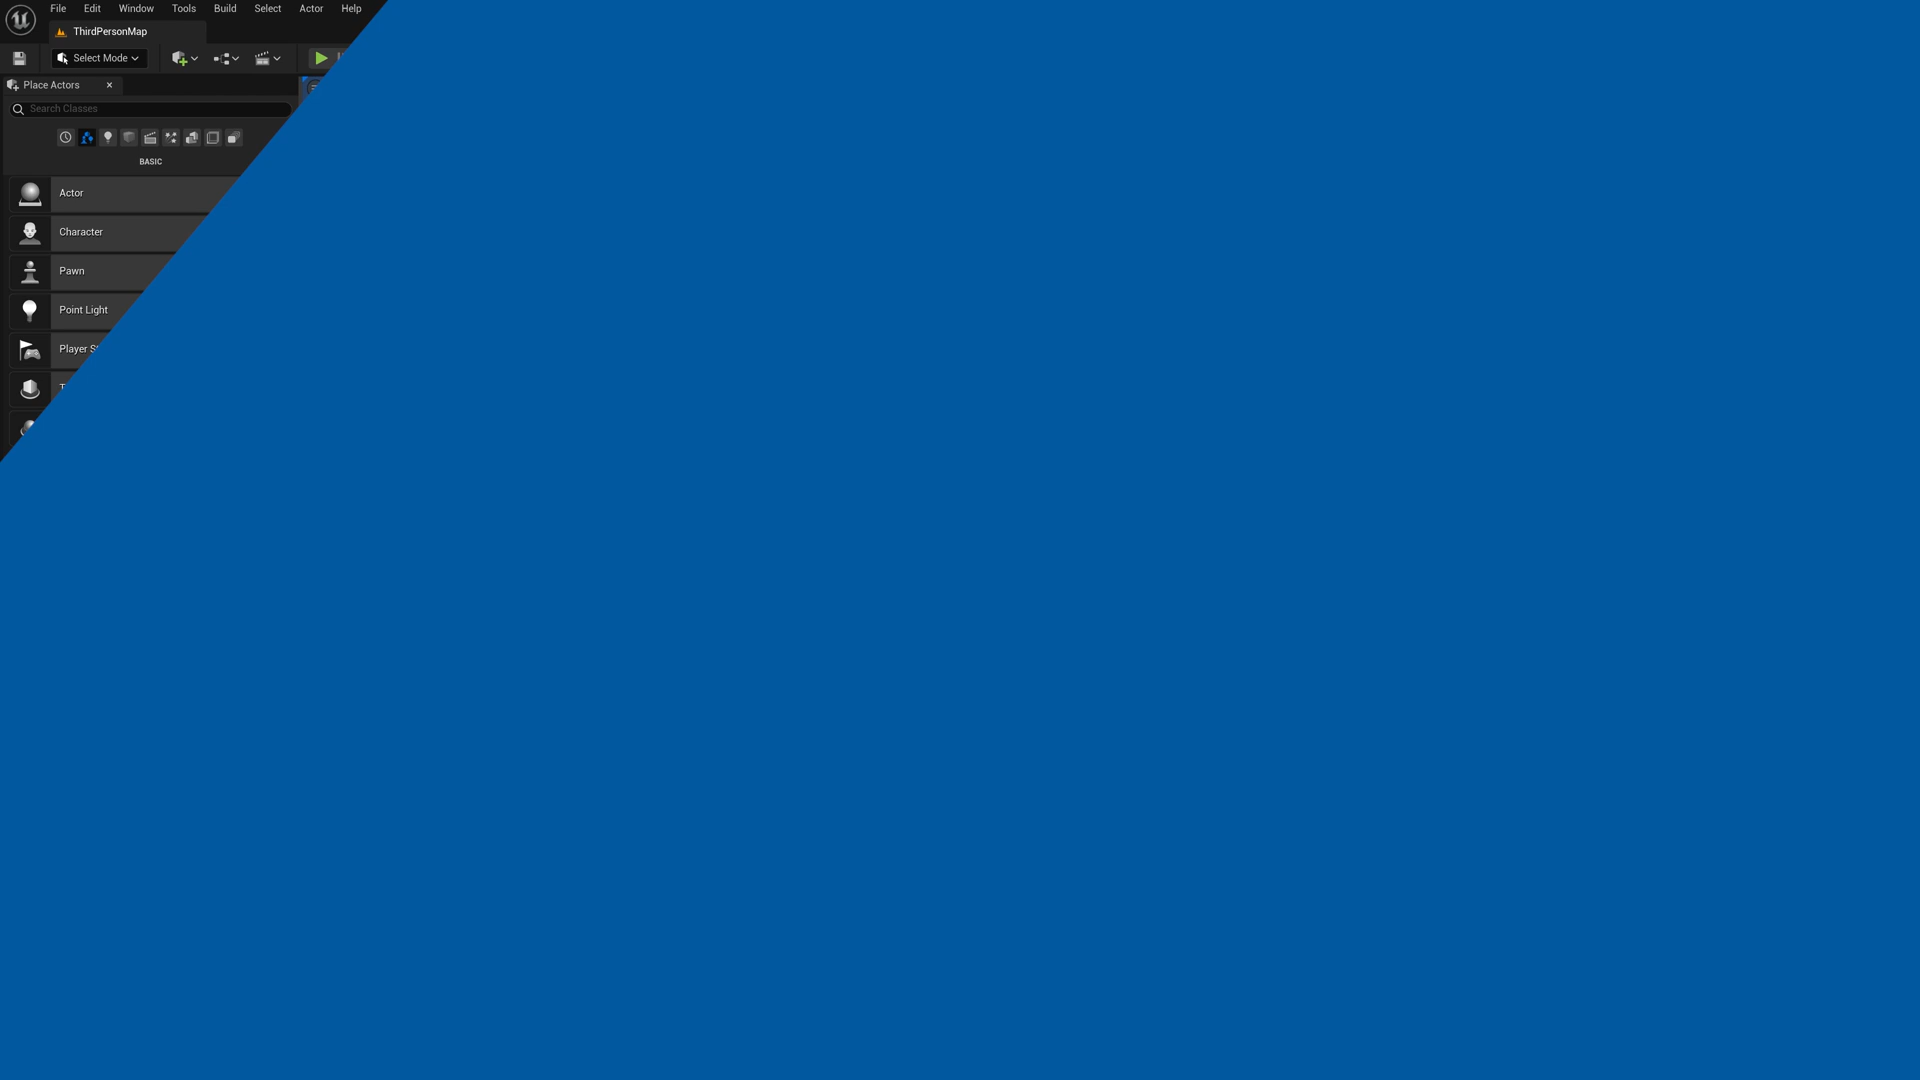 File Edit Window Tools Build Select Actor Help
ThirdPersonMap
Select Mode
Place Actors
Search Classes
BASIC
Actor
Character
Pawn
Point Light
Player